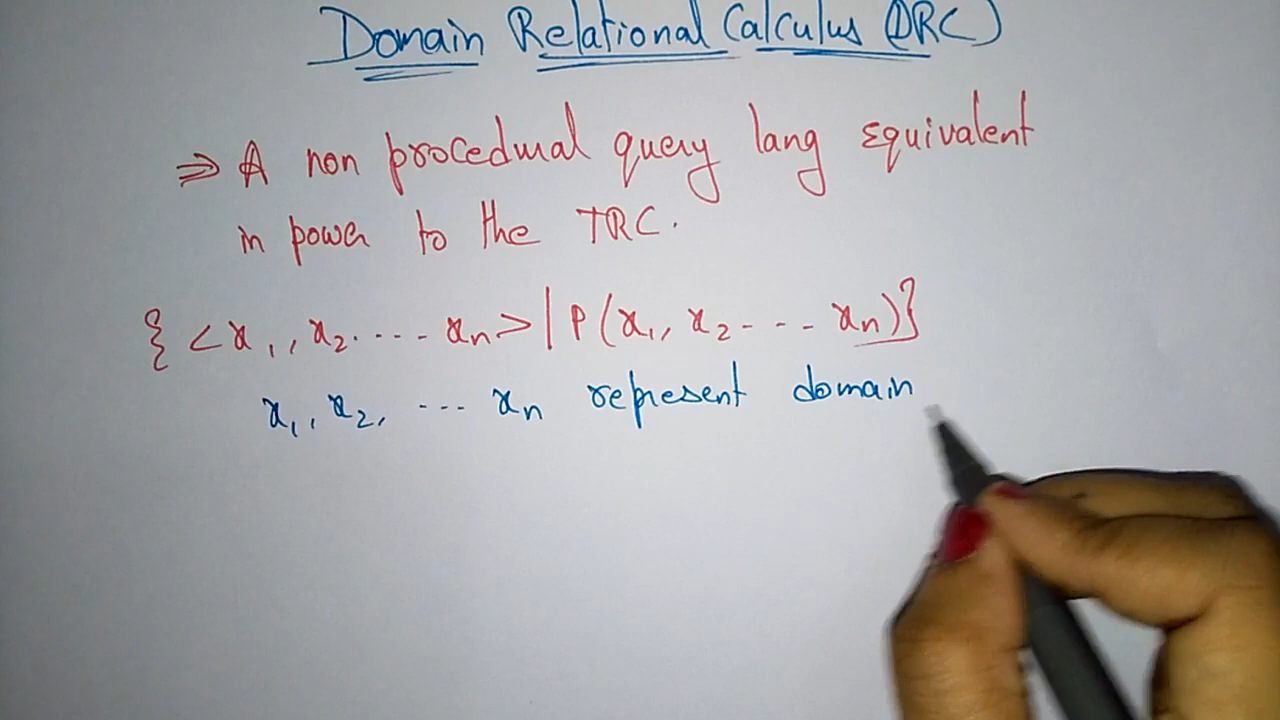 Domain Relational Calculus (DRC)
⇒ A non procedural query lang equivalent
in power to the TRC.
{ <x₁, x₂ .... xₙ> | P(x₁, x₂ - - - xₙ)}
x₁, x₂, --- xₙ represent domain